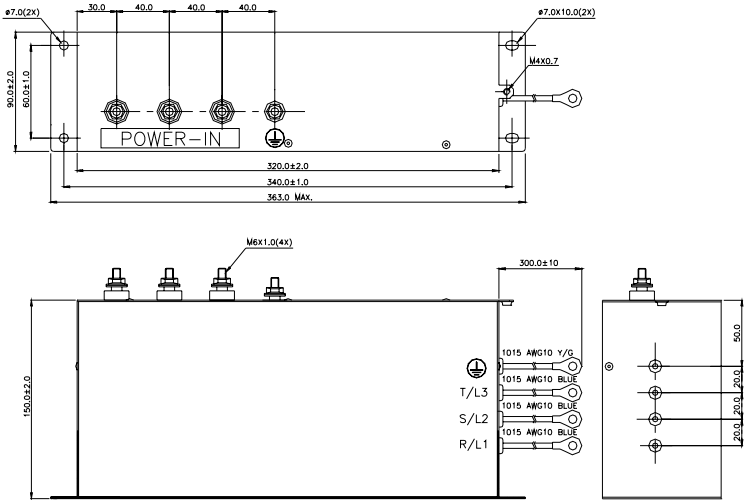 ø7.0(2X)
30.0
40.0
40.0
40.0
ø7.0X10.0(2X)
90.0±2.0
60.0±1.0
M4X0.7
POWER-IN
320.0±2.0
340.0±1.0
363.0 MAX.
M6X1.0(4X)
300.0±10
150.0±2.0
50.0
1015 AWG10 Y/G
20.0
T/L3
1015 AWG10 BLUE
20.0
S/L2
1015 AWG10 BLUE
20.0
R/L1
1015 AWG10 BLUE